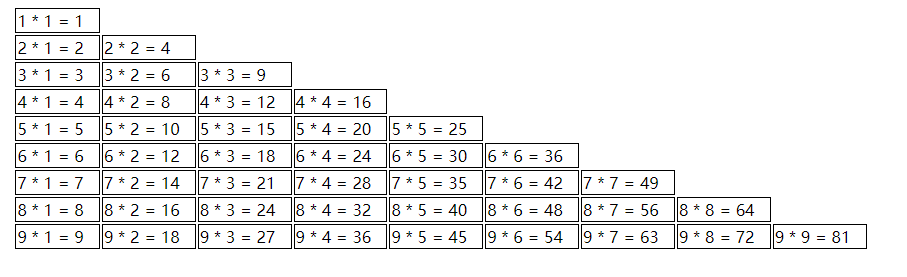 1 * 1 = 1
2 * 1 = 2 2 * 2 = 4
3 * 1 = 3 3 * 2 = 6 3 * 3 = 9
4 * 1 = 4 4 * 2 = 8 4 * 3 = 12 4 * 4 = 16
5 * 1 = 5 5 * 2 = 10 5 * 3 = 15 5 * 4 = 20 5 * 5 = 25
6 * 1 = 6 6 * 2 = 12 6 * 3 = 18 6 * 4 = 24 6 * 5 = 30 6 * 6 = 36
7 * 1 = 7 7 * 2 = 14 7 * 3 = 21 7 * 4 = 28 7 * 5 = 35 7 * 6 = 42 7 * 7 = 49
8 * 1 = 8 8 * 2 = 16 8 * 3 = 24 8 * 4 = 32 8 * 5 = 40 8 * 6 = 48 8 * 7 = 56 8 * 8 = 64
9 * 1 = 9 9 * 2 = 18 9 * 3 = 27 9 * 4 = 36 9 * 5 = 45 9 * 6 = 54 9 * 7 = 63 9 * 8 = 72 9 * 9 = 81